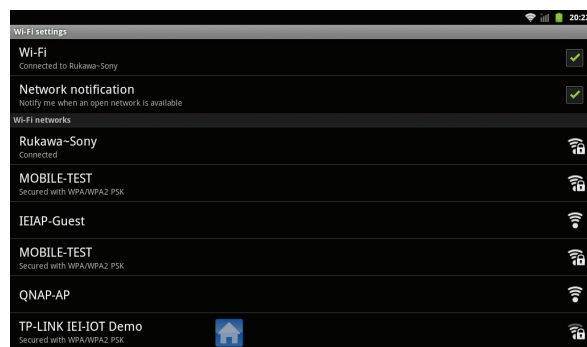 20:22
Wi-Fi settings
Wi-Fi
Connected to Rukawa~Sony
Network notification
Notify me when an open network is available
Wi-Fi networks
Rukawa~Sony
Connected
MOBILE-TEST
Secured with WPA/WPA2 PSK
IEIAP-Guest
MOBILE-TEST
Secured with WPA/WPA2 PSK
QNAP-AP
TP-LINK IEI-IOT Demo
Secured with WPA/WPA2 PSK